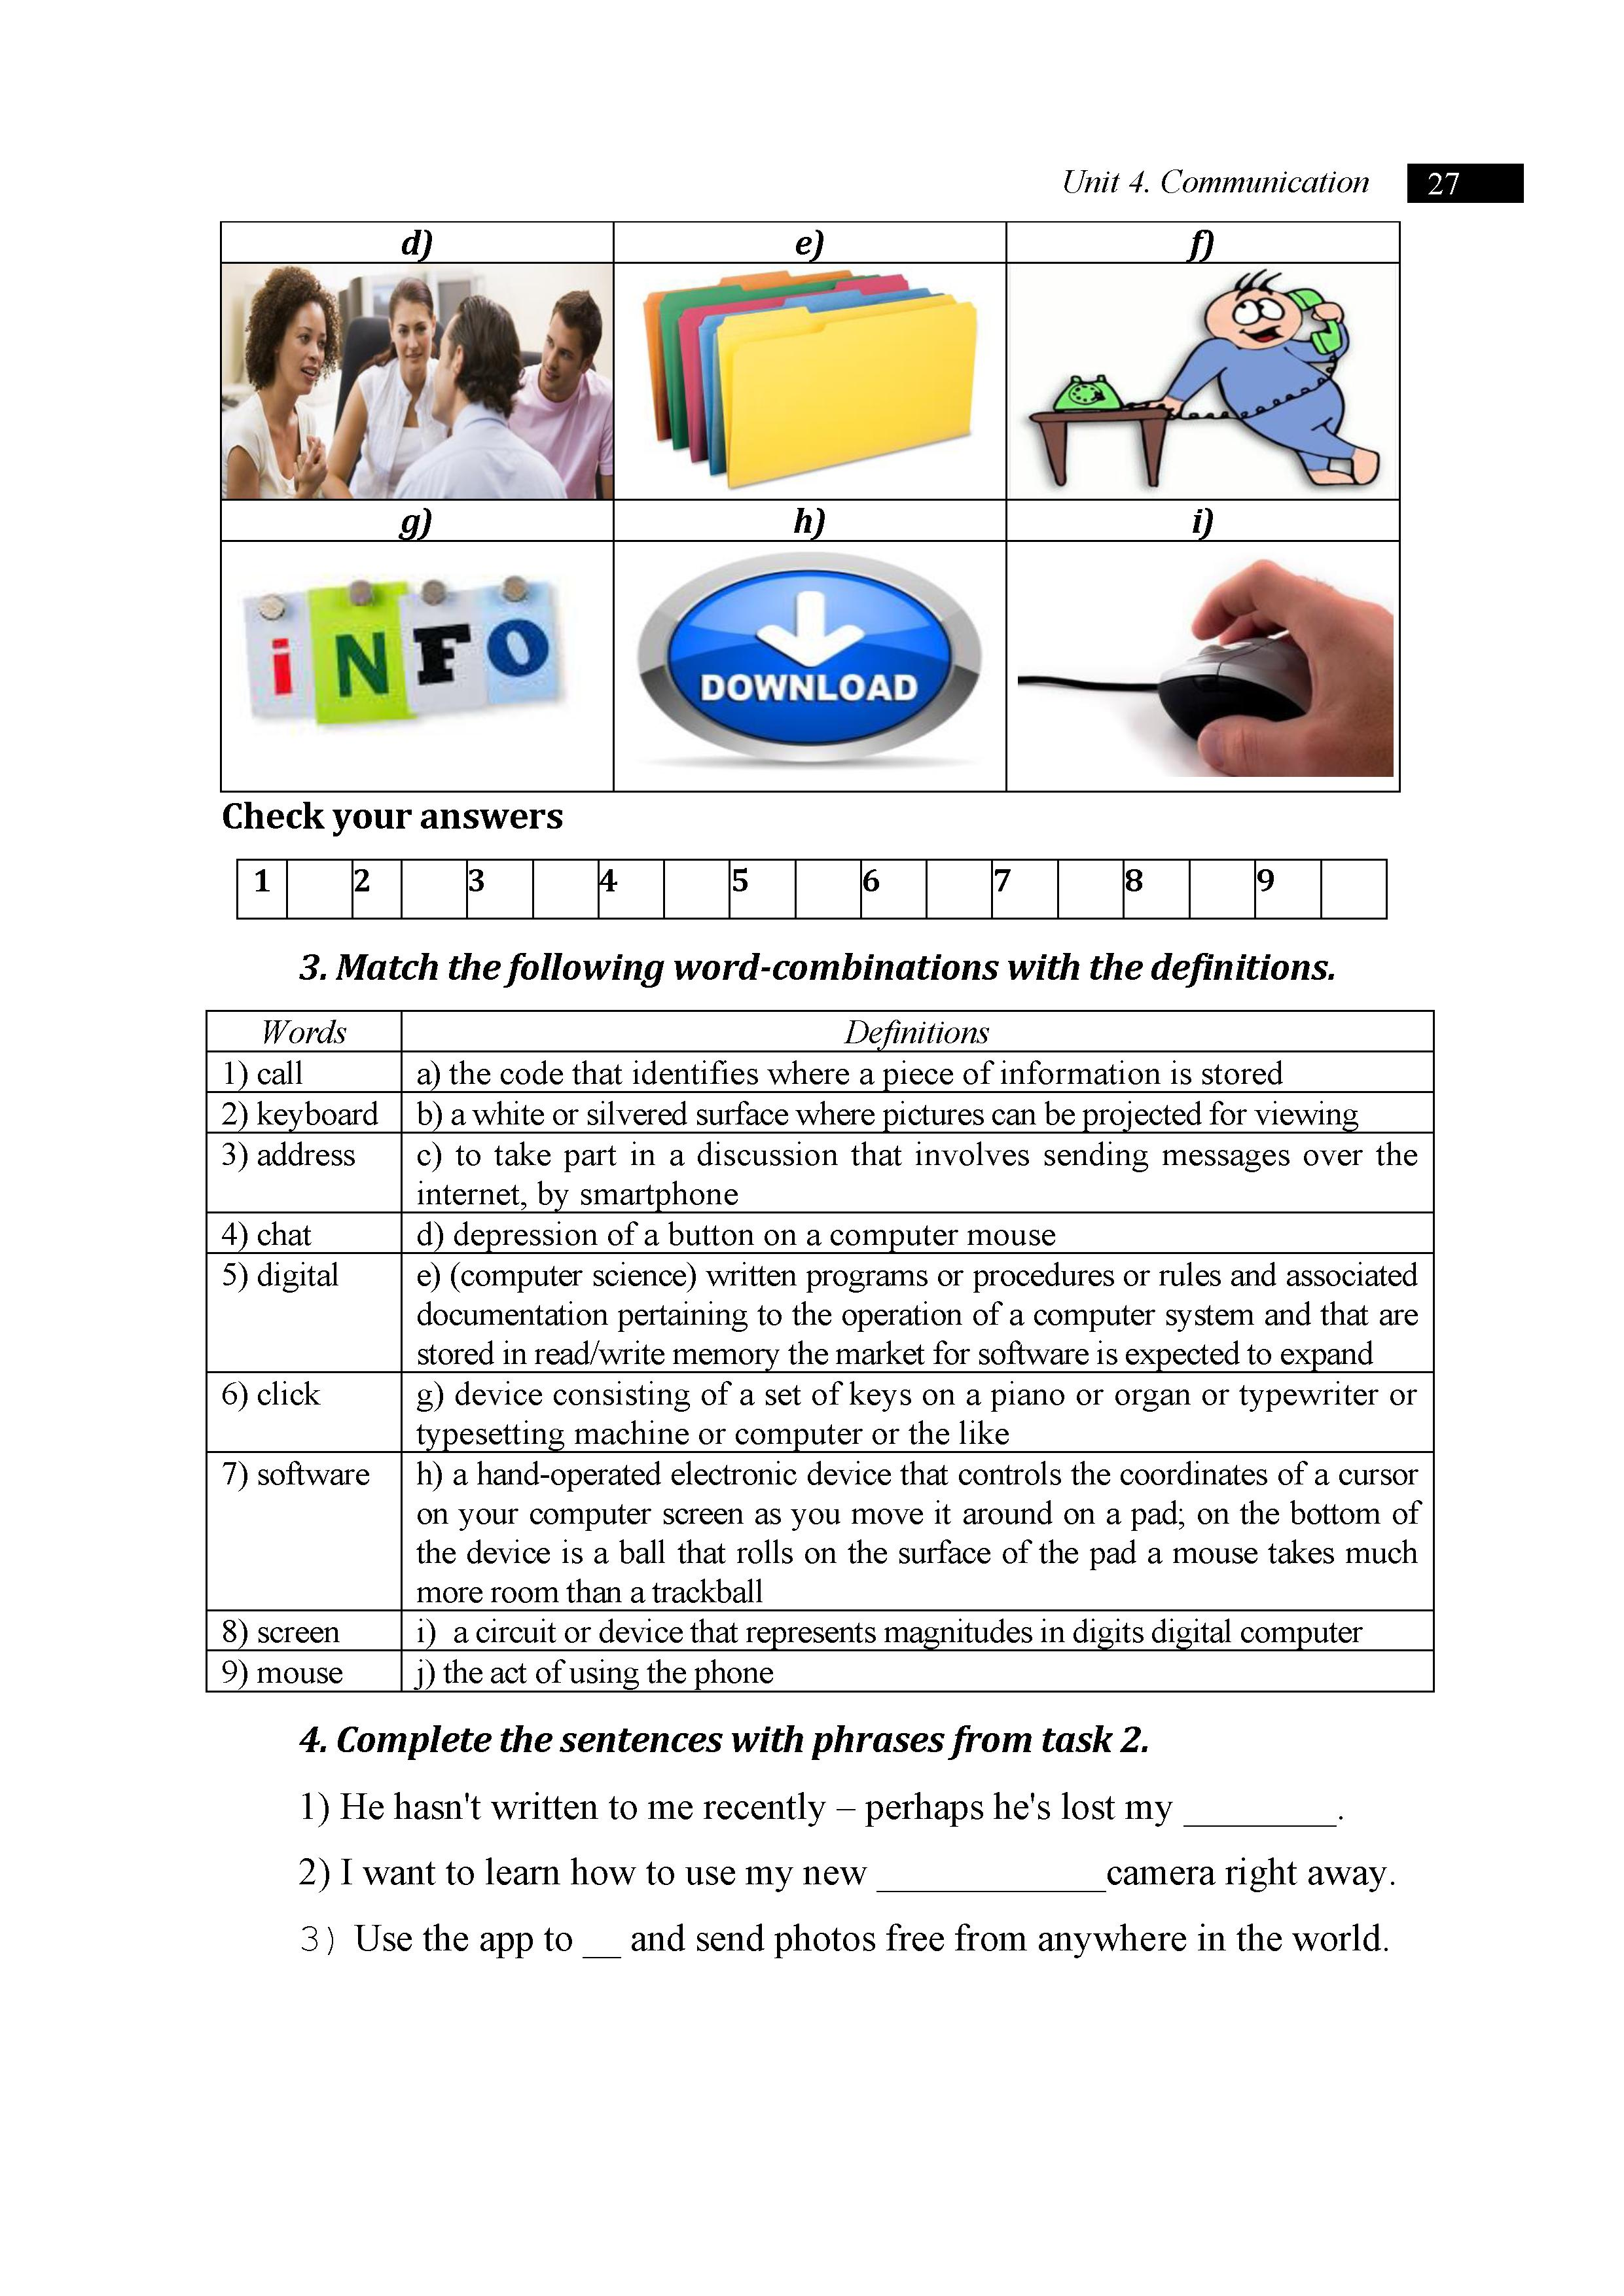 Unit 4. Communication 27
d) e) f)
g) h) i)
iNFO DOWNLOAD
Check your answers
1 2 3 4 5 6 7 8 9
3. Match the following word-combinations with the definitions.
Words Definitions
1) call a) the code that identifies where a piece of information is stored
2) keyboard b) a white or silvered surface where pictures can be projected for viewing
3) address c) to take part in a discussion that involves sending messages over the
internet, by smartphone
4) chat d) depression of a button on a computer mouse
5) digital e) (computer science) written programs or procedures or rules and associated
documentation pertaining to the operation of a computer system and that are
stored in read/write memory the market for software is expected to expand
6) click g) device consisting of a set of keys on a piano or organ or typewriter or
typesetting machine or computer or the like
7) software h) a hand-operated electronic device that controls the coordinates of a cursor
on your computer screen as you move it around on a pad; on the bottom of
the device is a ball that rolls on the surface of the pad a mouse takes much
more room than a trackball
8) screen i) a circuit or device that represents magnitudes in digits digital computer
9) mouse j) the act of using the phone
4. Complete the sentences with phrases from task 2.
1) He hasn't written to me recently – perhaps he's lost my ________.
2) I want to learn how to use my new ____________camera right away.
3) Use the app to __ and send photos free from anywhere in the world.